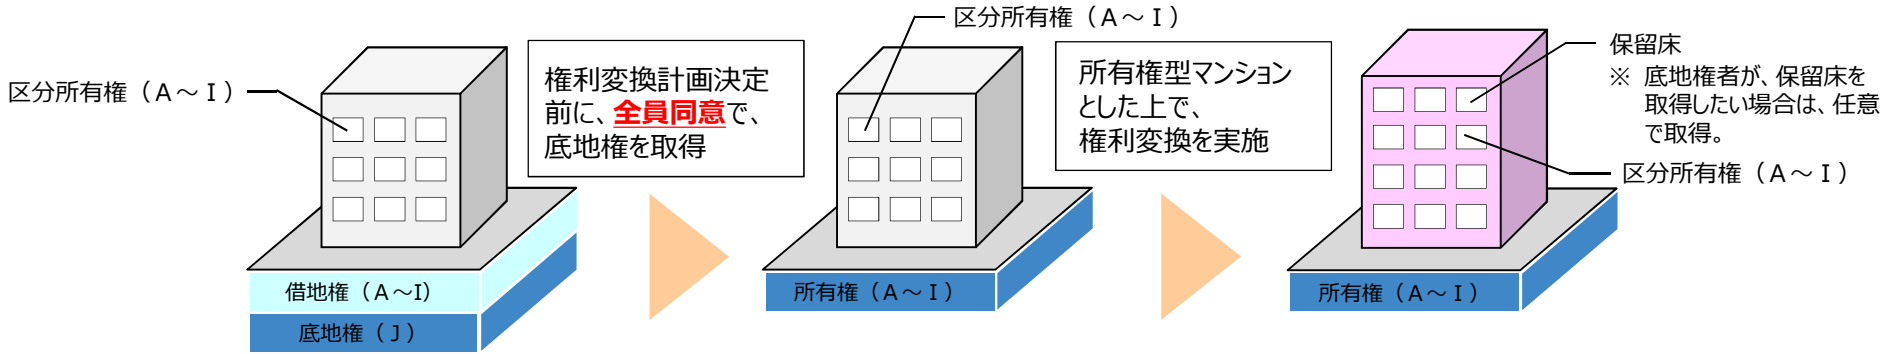 区分所有権（A～I）
借地権（A～I）
底地権（J）
権利変換計画決定
前に、全員同意で、
底地権を取得
区分所有権（A～I）
所有権（A～I）
所有権型マンション
とした上で、
権利変換を実施
保留床
※ 底地権者が、保留床を
取得したい場合は、任意
で取得。
区分所有権（A～I）
所有権（A～I）